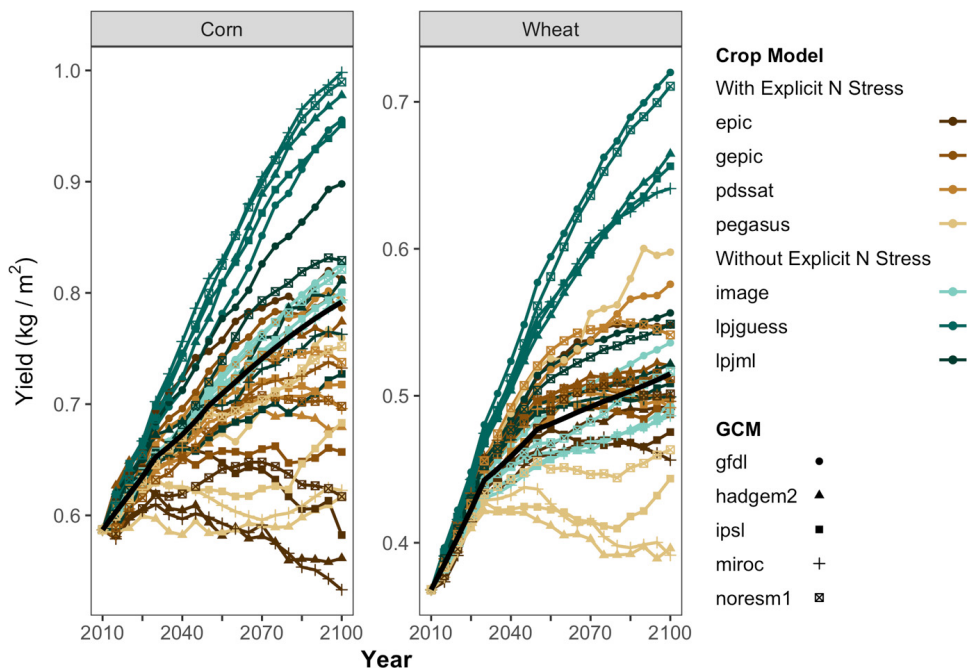 Corn
Wheat
Yield (kg / m²)
1.0
0.9
0.8
0.7
0.6
0.7
0.6
0.5
0.4
2010 2040 2070 2100
2010 2040 2070 2100
Year
Crop Model
With Explicit N Stress
epic
gepic
pdssat
pegasus
Without Explicit N Stress
image
lpjguess
lpjml
GCM
gfdl
hadgem2
ipsl
miroc
noresm1